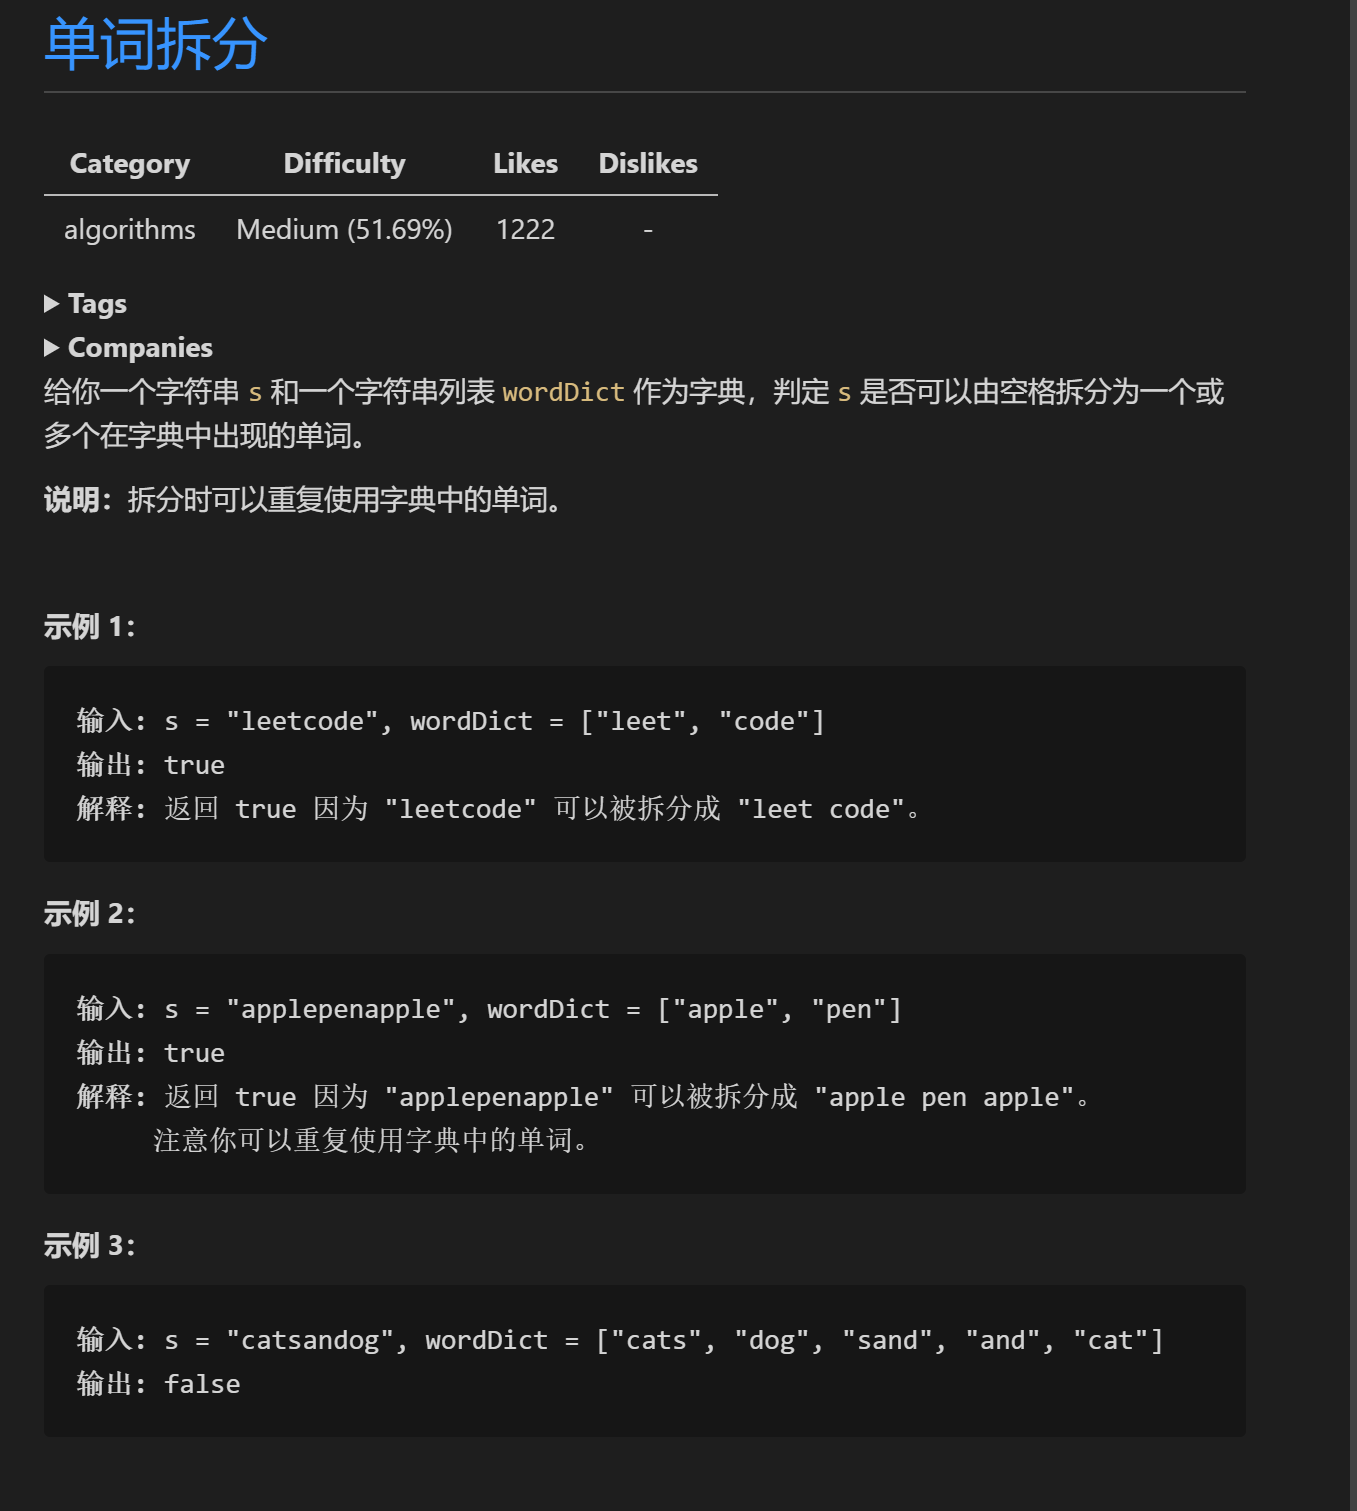 单词拆分
Category Difficulty Likes Dislikes
algorithms Medium (51.69%) 1222 -
Tags
Companies
给你一个字符串 s 和一个字符串列表 wordDict 作为字典，判定 s 是否可以由空格拆分为一个或
多个在字典中出现的单词。
说明：拆分时可以重复使用字典中的单词。
示例 1：
输入: s = "leetcode", wordDict = ["leet", "code"]
输出: true
解释: 返回 true 因为 "leetcode" 可以被拆分成 "leet code"。
示例 2：
输入: s = "applepenapple", wordDict = ["apple", "pen"]
输出: true
解释: 返回 true 因为 "applepenapple" 可以被拆分成 "apple pen apple"。
注意你可以重复使用字典中的单词。
示例 3：
输入: s = "catsandog", wordDict = ["cats", "dog", "sand", "and", "cat"]
输出: false